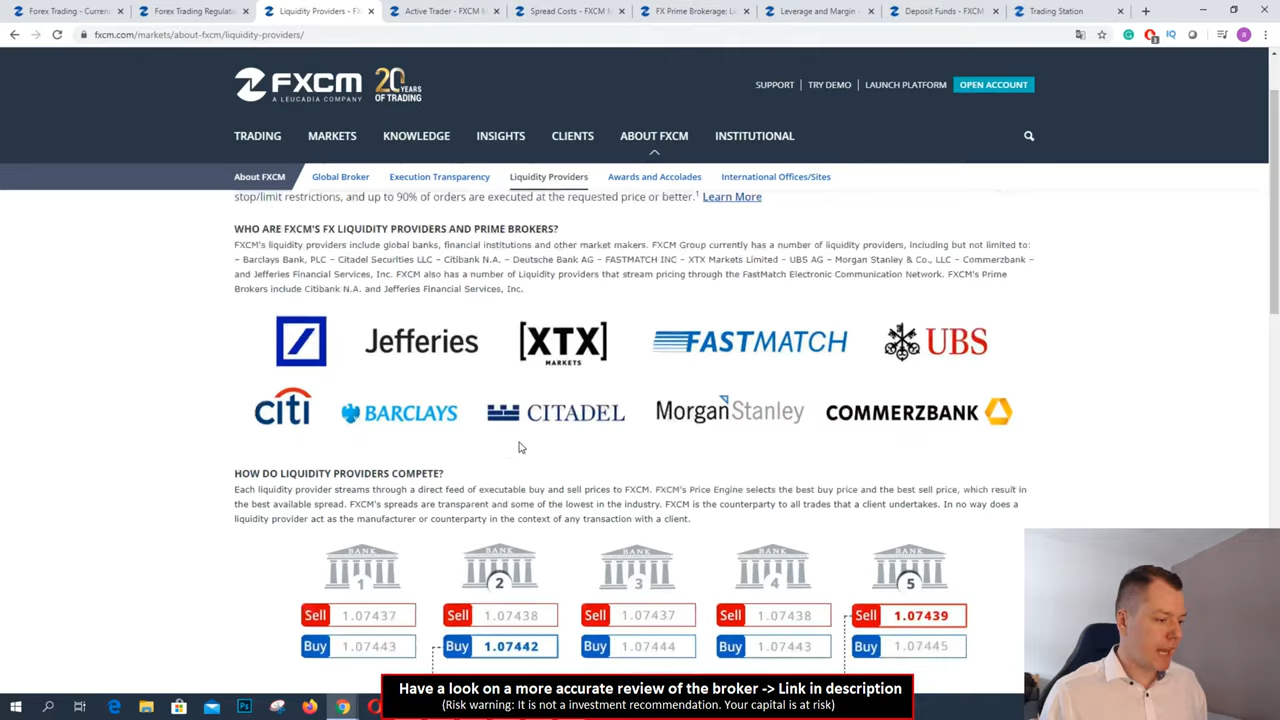 Forex Trading - Curren
Forex Trading Regulatio
Liquidity Providers - FX
Active Trader - FXCM M
Spread Costs - FXCM M
FX Prime Brokerage: Li
Leverage and Margin -
Deposit Funds - FXCM
Trading Station
fxcm.com/markets/about-fxcm/liquidity-providers/
FXCM
A LEUCADIA COMPANY
20 YEARS
OF TRADING
SUPPORT | TRY DEMO | LAUNCH PLATFORM OPEN ACCOUNT
TRADING MARKETS KNOWLEDGE INSIGHTS CLIENTS ABOUT FXCM INSTITUTIONAL
About FXCM Global Broker Execution Transparency Liquidity Providers Awards and Accolades International Offices/Sites
stop/limit restrictions, and up to 90% of orders are executed at the requested price or better.1 Learn More
WHO ARE FXCM'S FX LIQUIDITY PROVIDERS AND PRIME BROKERS?
FXCM's liquidity providers include global banks, financial institutions and other market makers. FXCM Group currently has a number of liquidity providers, including but not limited to:
– Barclays Bank, PLC – Citadel Securities LLC – Citibank N.A. – Deutsche Bank AG – FASTMATCH INC – XTX Markets Limited – UBS AG – Morgan Stanley & Co., LLC – Commerzbank –
and Jefferies Financial Services, Inc. FXCM also has a number of Liquidity providers that stream pricing through the FastMatch Electronic Communication Network. FXCM's Prime
Brokers include Citibank N.A. and Jefferies Financial Services, Inc.
Jefferies [XTX] MARKETS FASTMATCH UBS
citi BARCLAYS CITADEL Morgan Stanley COMMERZBANK
HOW DO LIQUIDITY PROVIDERS COMPETE?
Each liquidity provider streams through a direct feed of executable buy and sell prices to FXCM. FXCM's Price Engine selects the best buy price and the best sell price, which result in
the best available spread. FXCM's spreads are transparent and some of the lowest in the industry. FXCM is the counterparty to all trades that a client undertakes. In no way does a
liquidity provider act as the manufacturer or counterparty in the context of any transaction with a client.
BANK BANK BANK BANK BANK
1 2 3 4 5
Sell 1.07437 Sell 1.07438 Sell 1.07437 Sell 1.07438 Sell 1.07439
Buy 1.07443 Buy 1.07442 Buy 1.07444 Buy 1.07443 Buy 1.07445
Have a look on a more accurate review of the broker -> Link in description
(Risk warning: It is not a investment recommendation. Your capital is at risk)